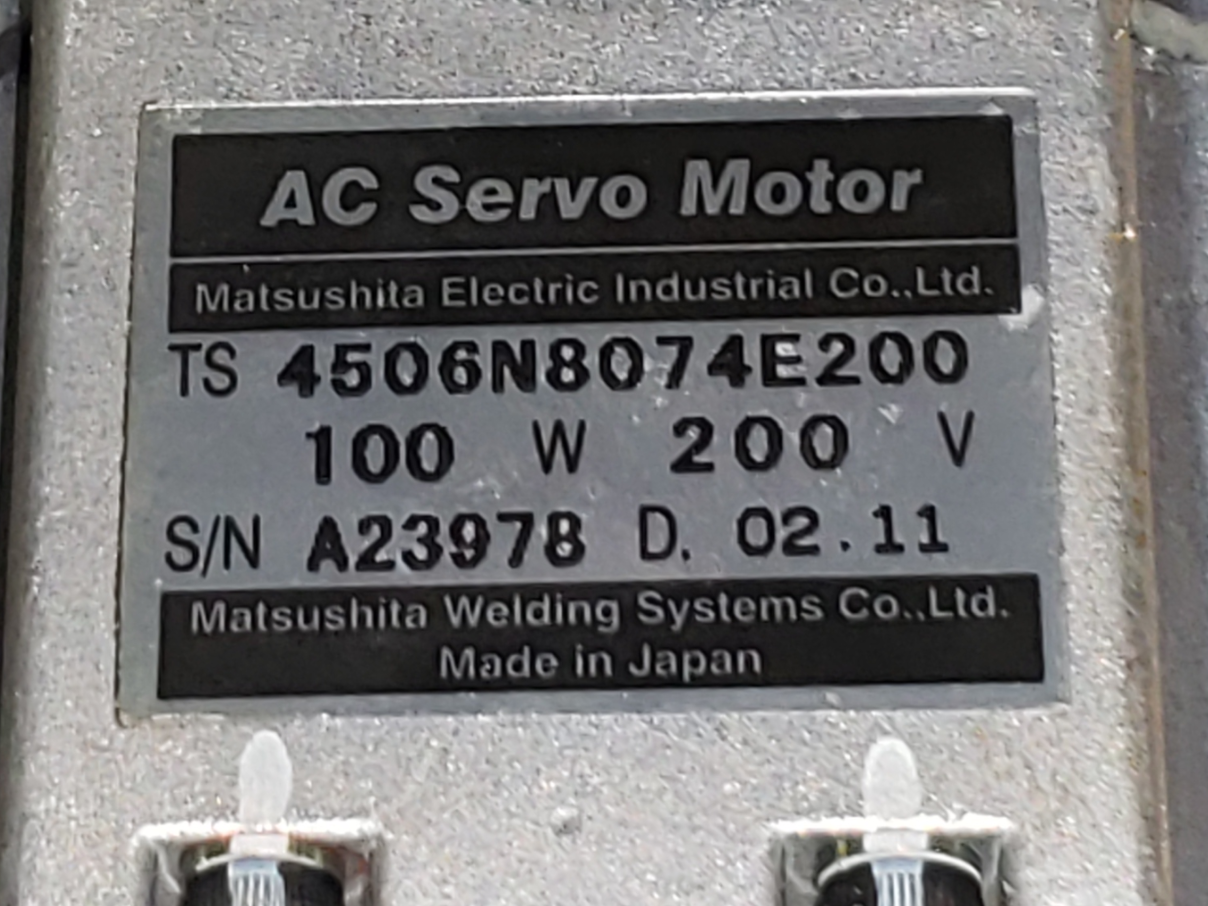 AC Servo Motor
Matsushita Electric Industrial Co.,Ltd.
TS 4506N8074E200
100 W 200 V
S/N A23978 D. 02.11
Matsushita Welding Systems Co.,Ltd.
Made in Japan